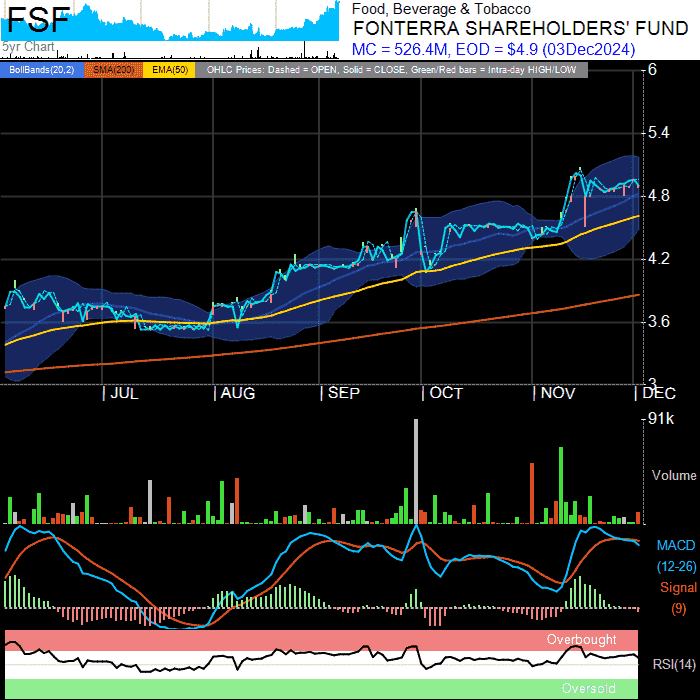 FSF
5yr Chart
Food, Beverage & Tobacco
FONTERRA SHAREHOLDERS' FUND
MC = 526.4M, EOD = $4.9 (03Dec2024)
BollBands(20,2) SMA(200) EMA(50) OHLC Prices: Dashed = OPEN, Solid = CLOSE, Green/Red bars = Intra-day HIGH/LOW
6
5.4
4.8
4.2
3.6
3
| JUL | AUG | SEP | OCT | NOV | DEC
91k
Volume
MACD
(12-26)
Signal
(9)
Overbought
RSI(14)
Oversold